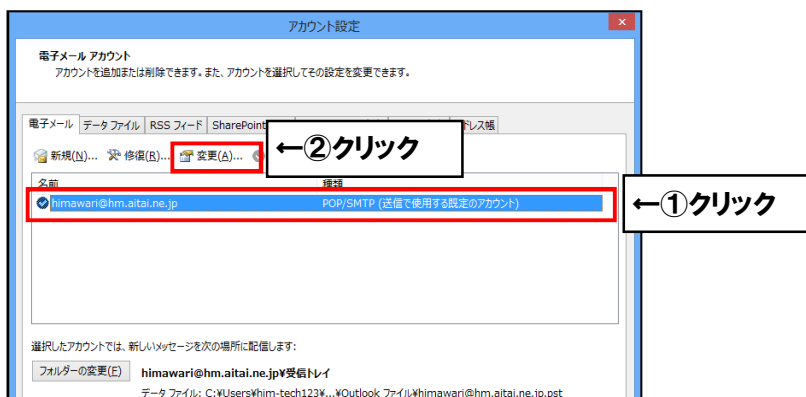 アカウント設定
電子メール アカウント
アカウントを追加または削除できます。また、アカウントを選択してその設定を変更できます。
電子メール データ ファイル RSS フィード SharePoint ドレス帳
新規(N)... 修復(R)... 変更(A)...
←②クリック
名前 種類
himawari@hm.aitai.ne.jp POP/SMTP (送信で使用する既定のアカウント)
←①クリック
選択したアカウントでは、新しいメッセージを次の場所に配信します:
フォルダーの変更(F) himawari@hm.aitai.ne.jp¥受信トレイ
データ ファイル: C:¥Users¥him-tech123¥...¥Outlook ファイル¥himawari@hm.aitai.ne.jp.pst